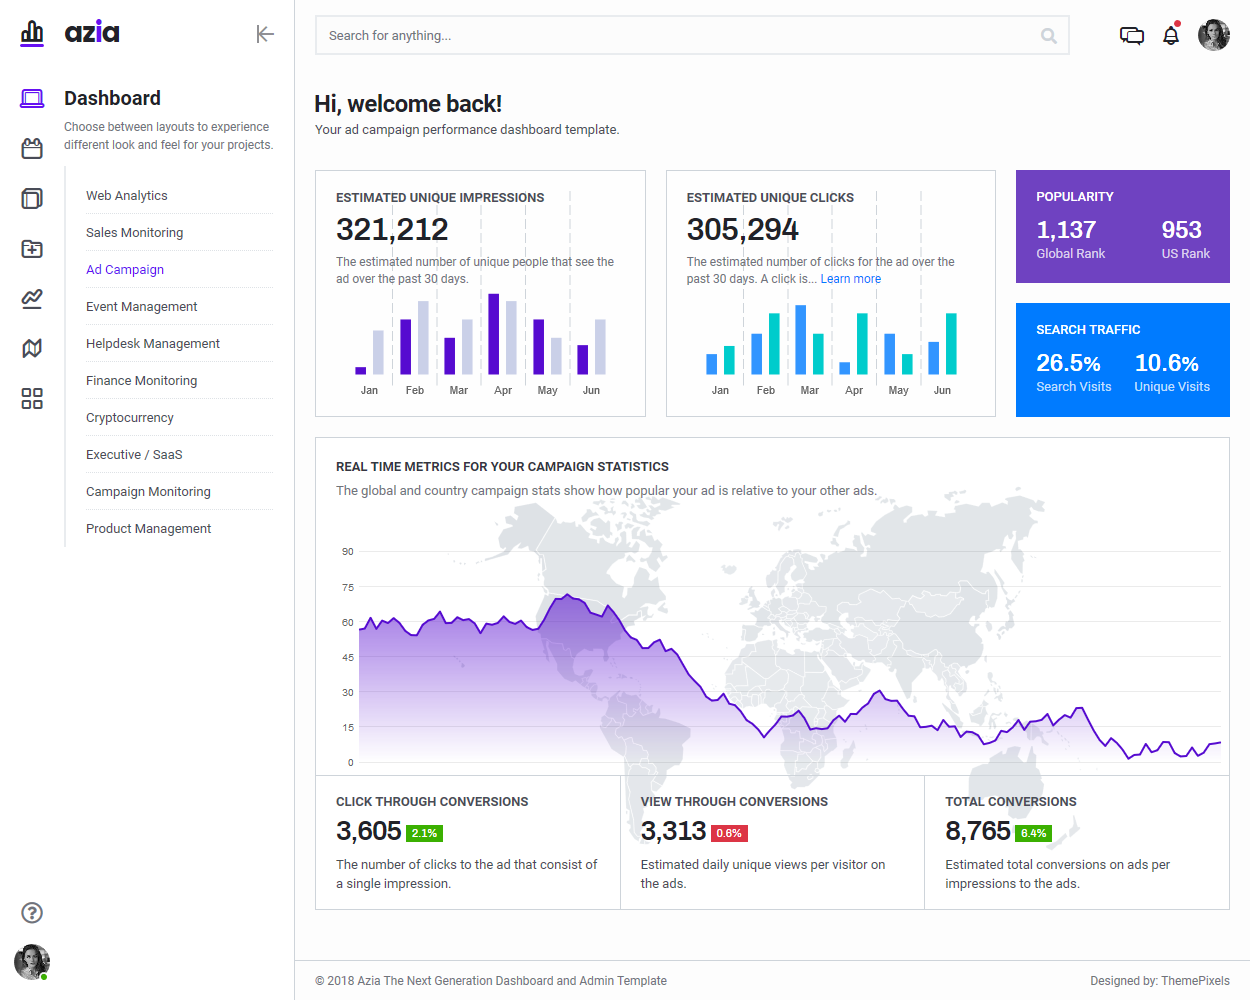 azia
Search for anything...
Dashboard
Choose between layouts to experience
different look and feel for your projects.
Web Analytics
Sales Monitoring
Ad Campaign
Event Management
Helpdesk Management
Finance Monitoring
Cryptocurrency
Executive / SaaS
Campaign Monitoring
Product Management
Hi, welcome back!
Your ad campaign performance dashboard template.
ESTIMATED UNIQUE IMPRESSIONS
321,212
The estimated number of unique people that see the
ad over the past 30 days.
Jan Feb Mar Apr May Jun
ESTIMATED UNIQUE CLICKS
305,294
The estimated number of clicks for the ad over the
past 30 days. A click is... Learn more
Jan Feb Mar Apr May Jun
POPULARITY
1,137 953
Global Rank US Rank
SEARCH TRAFFIC
26.5% 10.6%
Search Visits Unique Visits
REAL TIME METRICS FOR YOUR CAMPAIGN STATISTICS
The global and country campaign stats show how popular your ad is relative to your other ads.
90
75
60
45
30
15
0
CLICK THROUGH CONVERSIONS
3,605 2.1%
The number of clicks to the ad that consist of
a single impression.
VIEW THROUGH CONVERSIONS
3,313 0.6%
Estimated daily unique views per visitor on
the ads.
TOTAL CONVERSIONS
8,765 6.4%
Estimated total conversions on ads per
impressions to the ads.
© 2018 Azia The Next Generation Dashboard and Admin Template
Designed by: ThemePixels